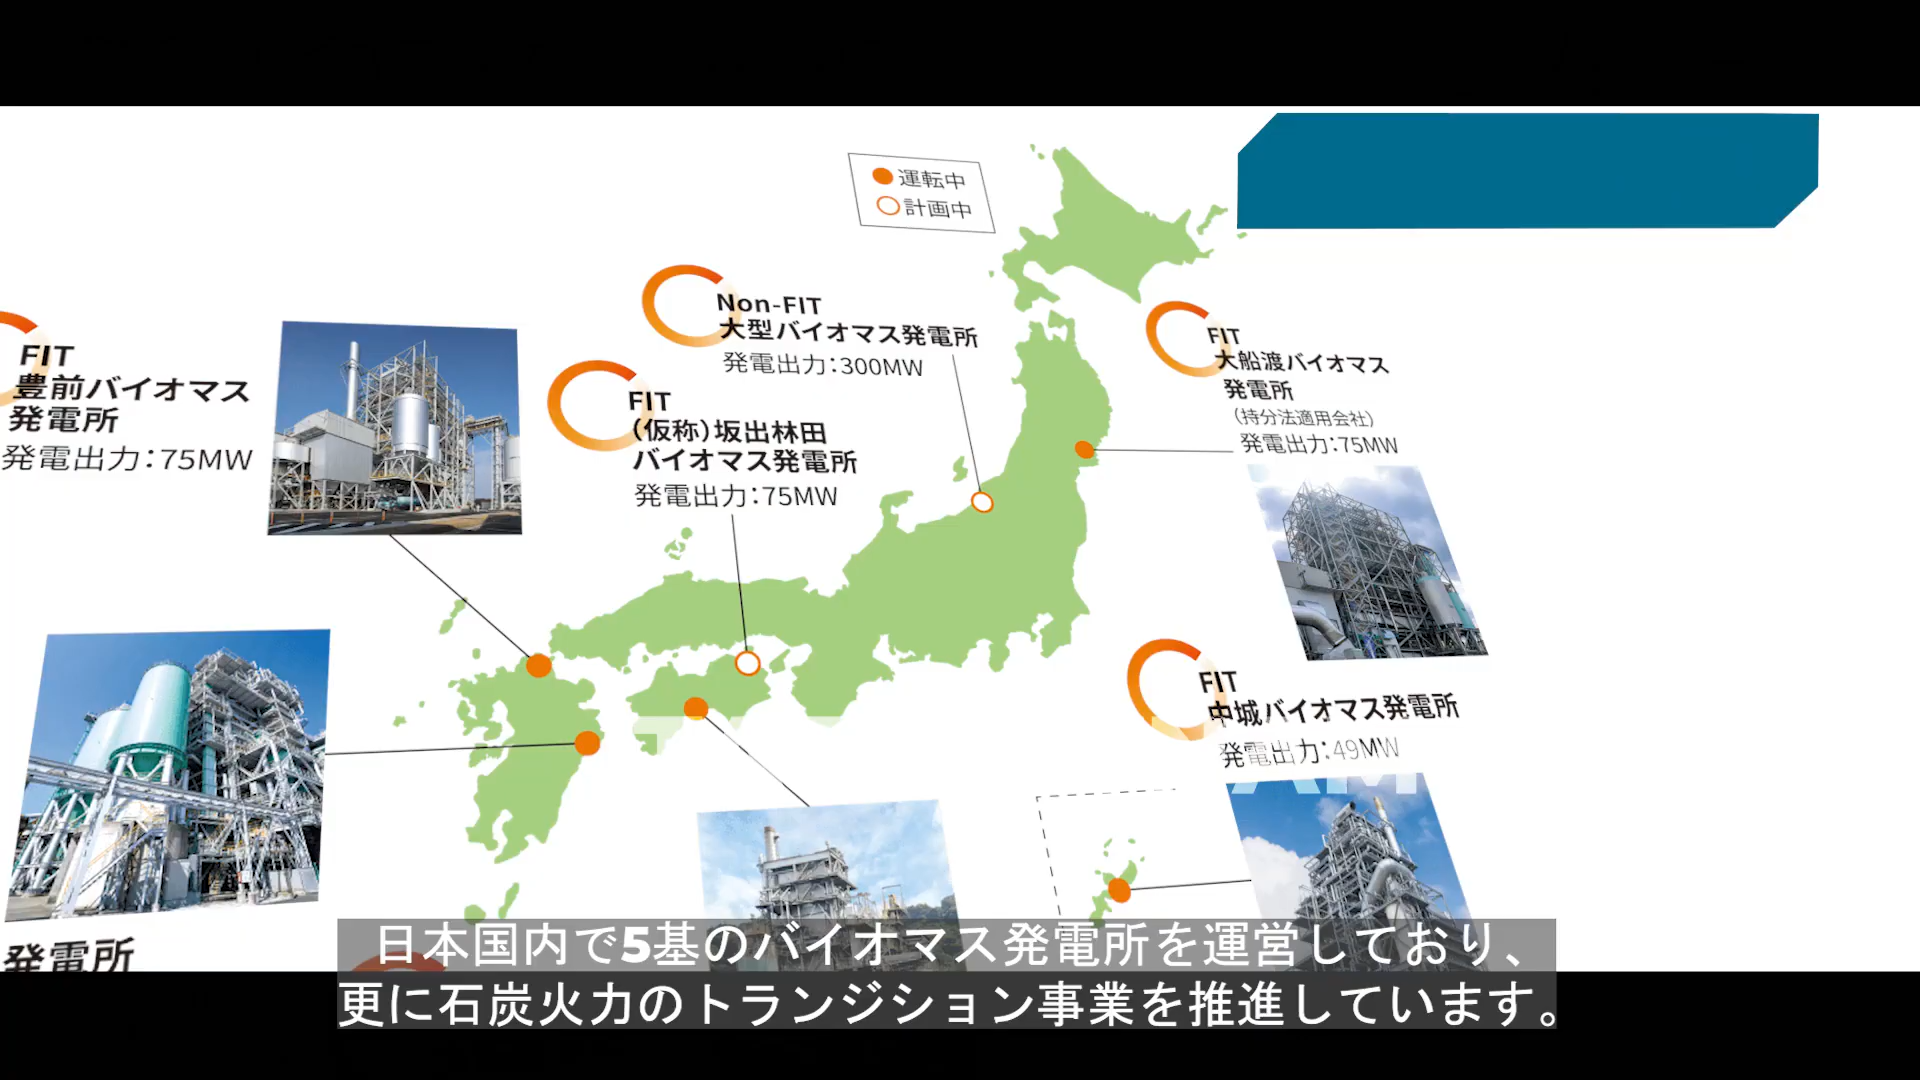 運転中
計画中
Non-FIT
大型バイオマス発電所
発電出力:300MW
FIT
大船渡バイオマス
発電所
(持分法適用会社)
発電出力:75MW
FIT
豊前バイオマス
発電所
発電出力:75MW
FIT
(仮称)坂出林田
バイオマス発電所
発電出力:75MW
FIT
中城バイオマス発電所
発電出力:49MW
発電所
日本国内で5基のバイオマス発電所を運営しており、
更に石炭火力のトランジション事業を推進しています。